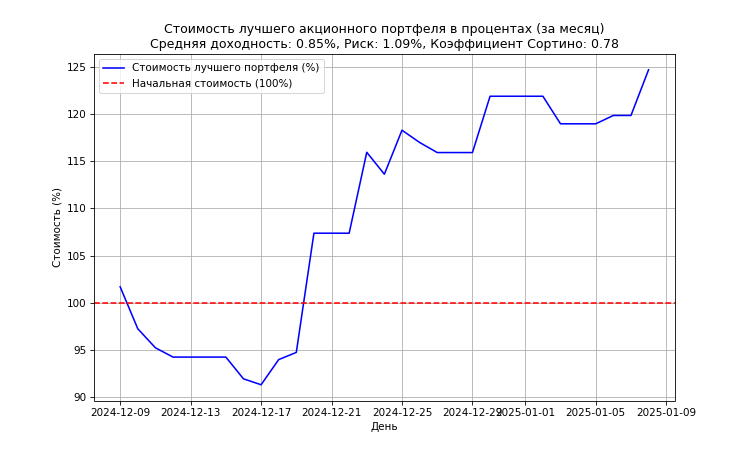 Стоимость лучшего акционного портфеля в процентах (за месяц)
Средняя доходность: 0.85%, Риск: 1.09%, Коэффициент Сортино: 0.78
Стоимость лучшего портфеля (%)
Начальная стоимость (100%)
Стоимость (%)
125
120
115
110
105
100
95
90
2024-12-09 2024-12-13 2024-12-17 2024-12-21 2024-12-25 2024-12-29 2025-01-01 2025-01-05 2025-01-09
День